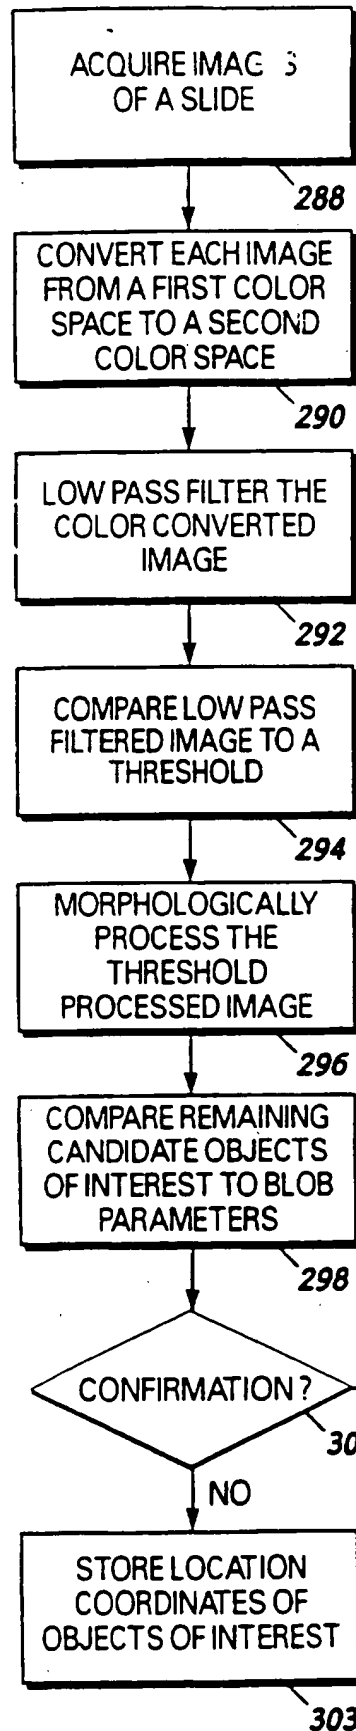 ACQUIRE
OF A SLIDE
288
CONVERT EACH IMAGE
FROM A FIRST COLOR
SPACE TO A SECOND
COLOR SPACE
290
LOW PASS FILTER THE
COLOR CONVERTED
IMAGE
292
COMPARE LOW PASS
FILTERED IMAGE TO A
THRESHOLD
294
MORPHOLOGICALLY
PROCESS THE
THRESHOLD
PROCESSED IMAGE
296
COMPARE REMAINING
CANDIDATE OBJECTS
OF INTEREST TO BLOB
PARAMETERS
298
CONFIRMATION?
NO
STORE LOCATION
COORDINATES OF
OBJECTS OF INTEREST
303